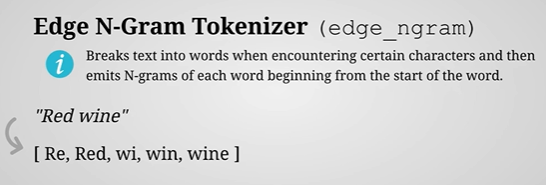 Edge N-Gram Tokenizer (edge_ngram)
i Breaks text into words when encountering certain characters and then
emits N-grams of each word beginning from the start of the word.
"Red wine"
[ Re, Red, wi, win, wine ]